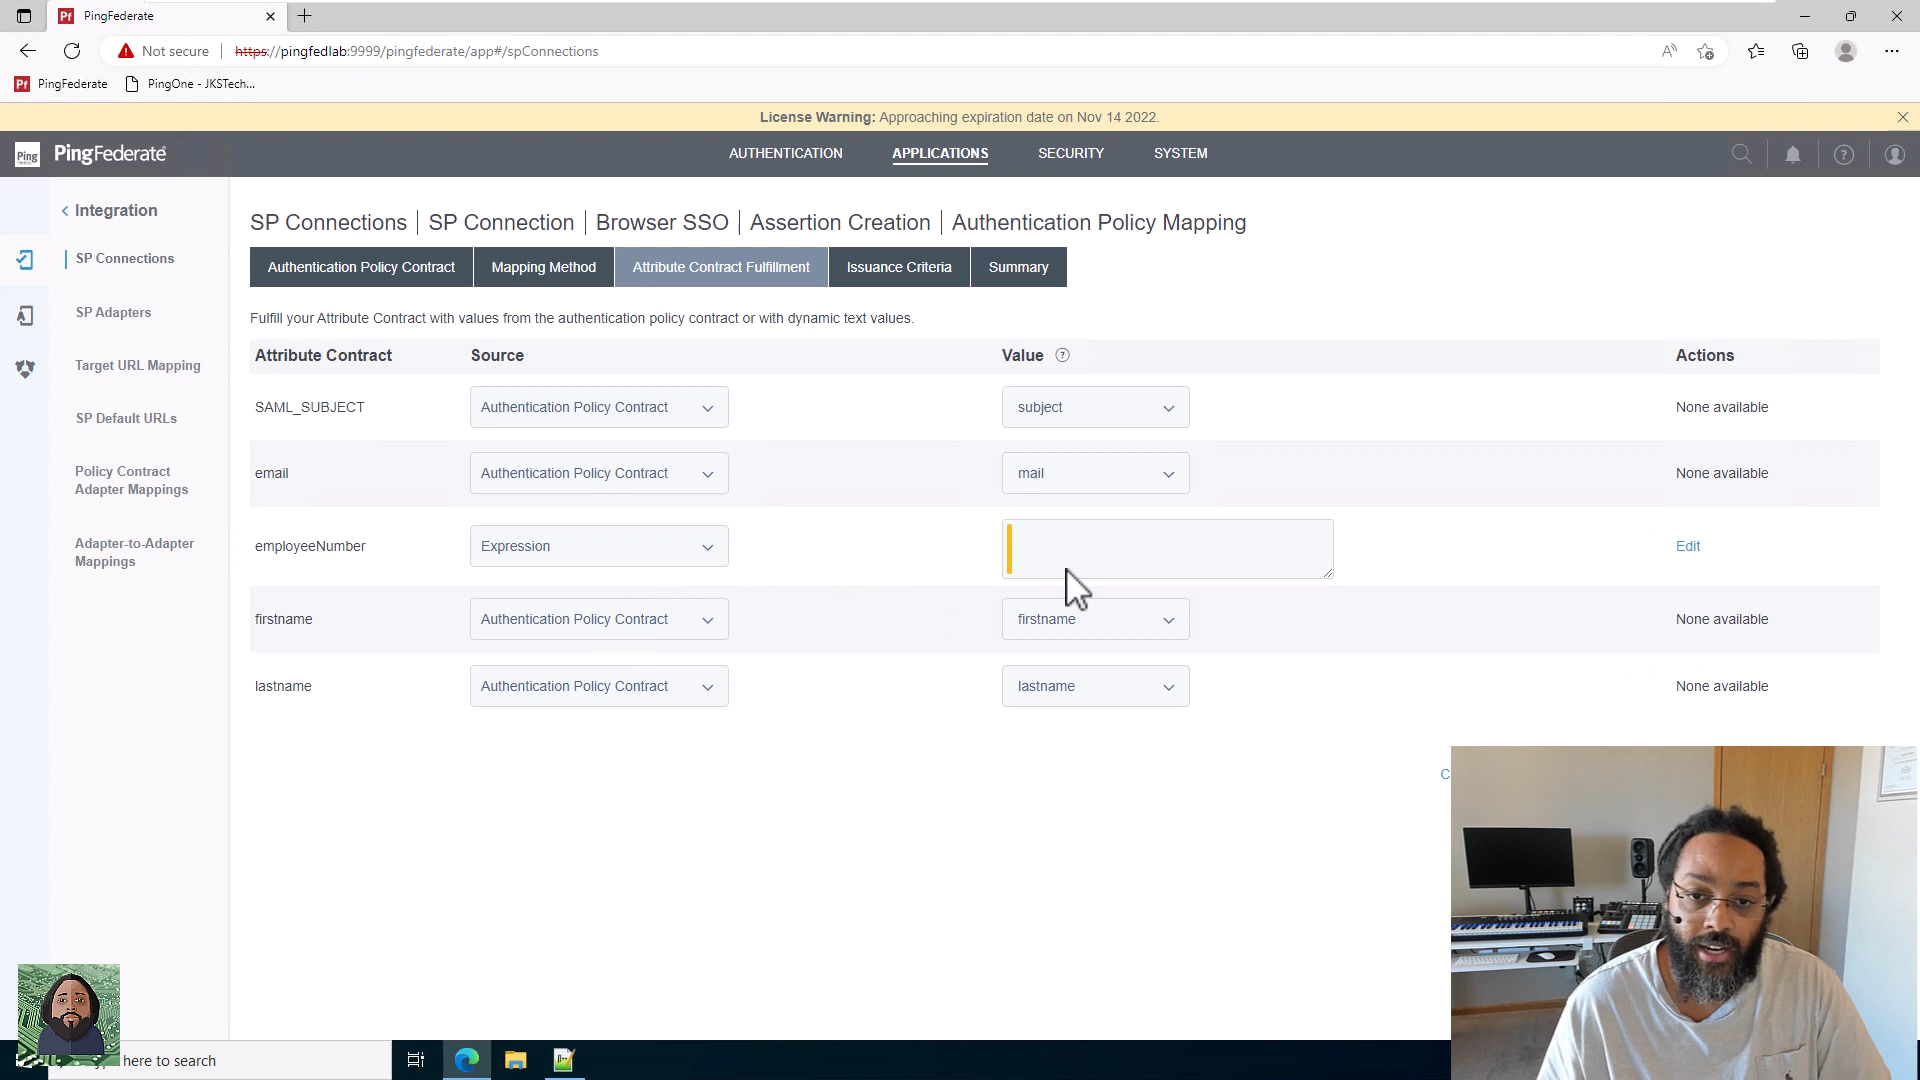 PingFederate
Not secure
https://pingfedlab:9999/pingfederate/app#/spConnections
PingFederate
PingOne - JKSTech...
License Warning: Approaching expiration date on Nov 14 2022.
Ping
PingFederate
AUTHENTICATION
APPLICATIONS
SECURITY
SYSTEM
Integration
SP Connections
SP Adapters
Target URL Mapping
SP Default URLs
Policy Contract
Adapter Mappings
Adapter-to-Adapter
Mappings
SP Connections | SP Connection | Browser SSO | Assertion Creation | Authentication Policy Mapping
Authentication Policy Contract
Mapping Method
Attribute Contract Fulfillment
Issuance Criteria
Summary
Fulfill your Attribute Contract with values from the authentication policy contract or with dynamic text values.
Attribute Contract Source Value Actions
SAML_SUBJECT Authentication Policy Contract subject None available
email Authentication Policy Contract mail None available
employeeNumber Expression Edit
firstname Authentication Policy Contract firstname None available
lastname Authentication Policy Contract lastname None available
C
here to search